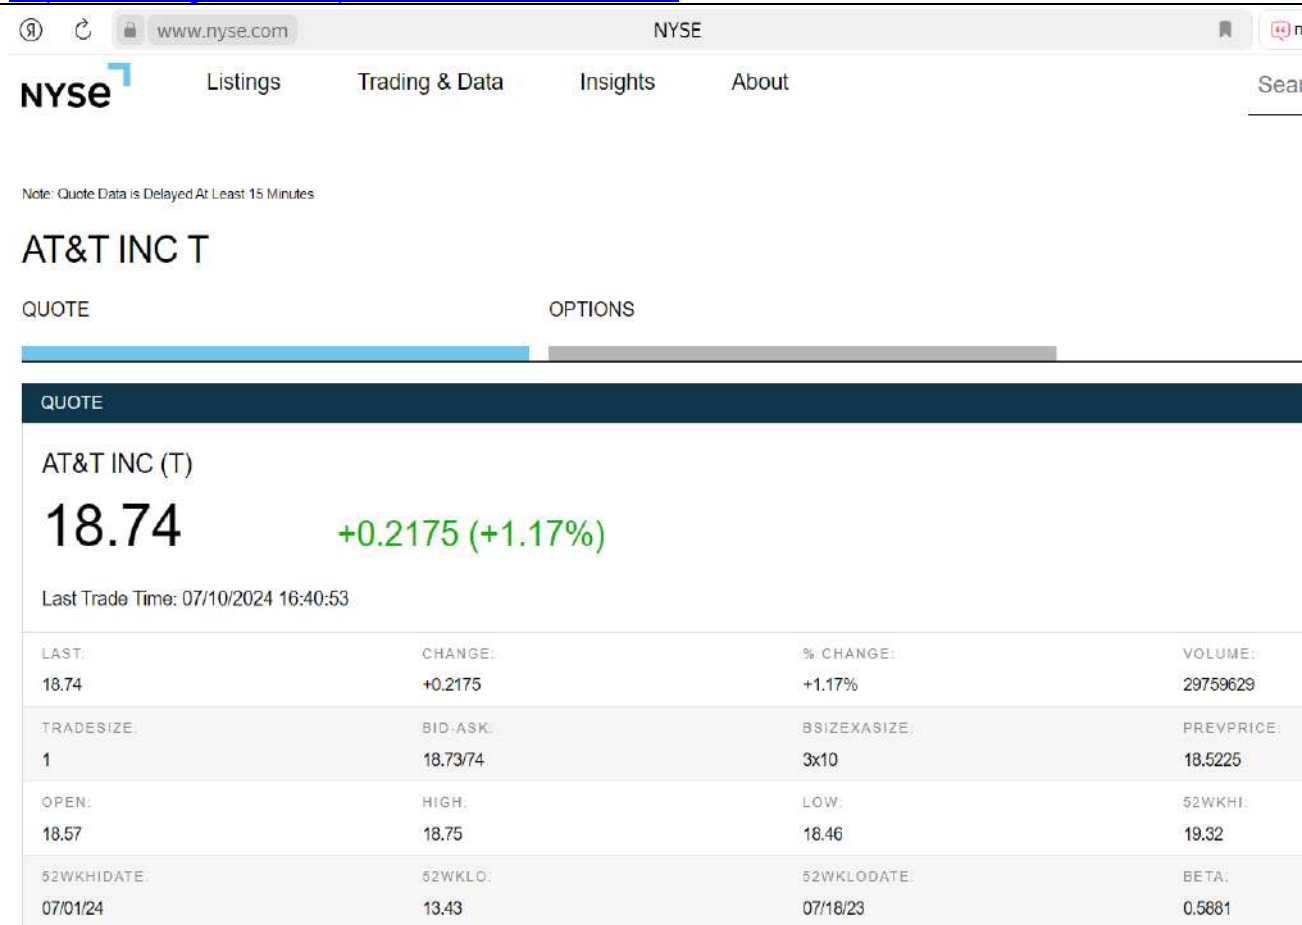 Я www.nyse.com NYSE
NYSE Listings Trading & Data Insights About Sear
Note: Quote Data is Delayed At Least 15 Minutes
AT&T INC T
QUOTE OPTIONS
QUOTE
AT&T INC (T)
18.74 +0.2175 (+1.17%)
Last Trade Time: 07/10/2024 16:40:53
LAST: CHANGE: % CHANGE: VOLUME:
18.74 +0.2175 +1.17% 29759629
TRADESIZE: BID-ASK: BSIZEXASIZE: PREVPRICE:
1 18.73/74 3x10 18.5225
OPEN: HIGH: LOW: 52WKHI:
18.57 18.75 18.46 19.32
52WKHIDATE: 52WKLO: 52WKLODATE: BETA:
07/01/24 13.43 07/18/23 0.5881